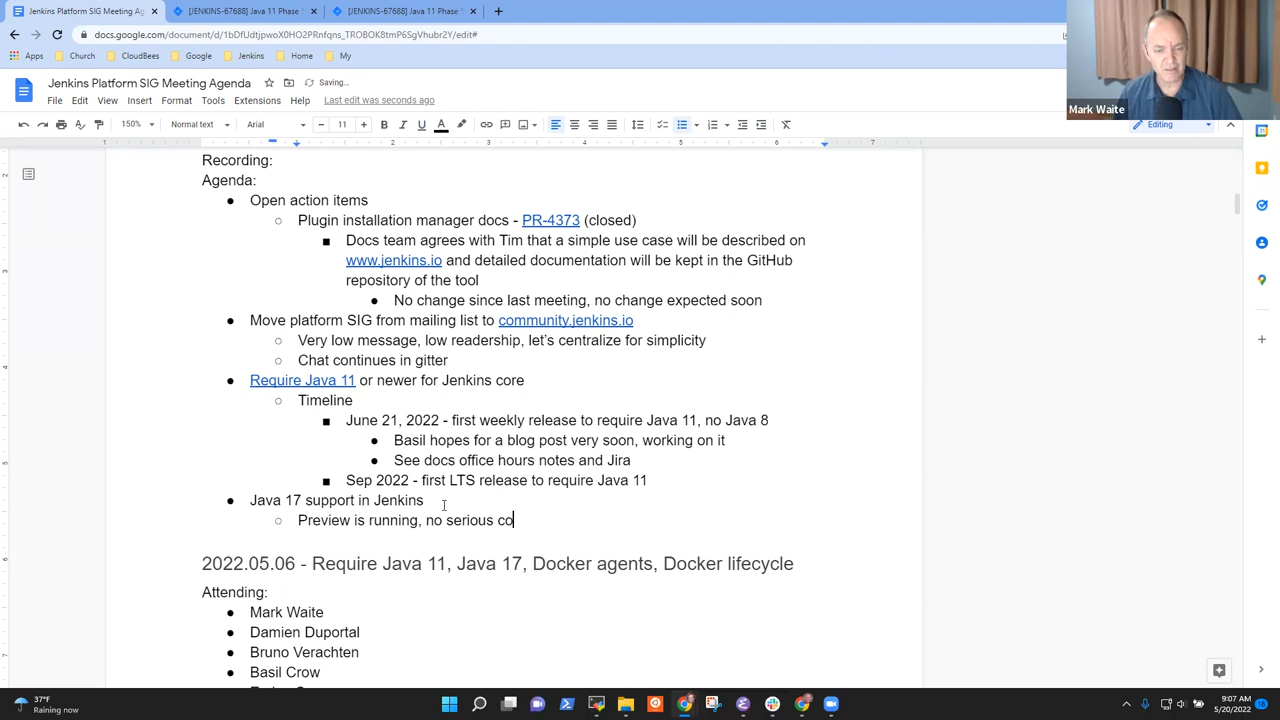 Jenkins Platform SIG Meeting Ag
[JENKINS-67688] Java 11 Phase
[JENKINS-67688] Java 11 Phase
docs.google.com/document/d/1bDfUdtjpwoX0HO2PRnfqns_TROBOK8tmP6SgVhubr2Y/edit#
Apps Church CloudBees Google Jenkins Home My
Mark Waite
Jenkins Platform SIG Meeting Agenda Saving...
File Edit View Insert Format Tools Extensions Help Last edit was seconds ago
150% Normal text Arial 11 Editing
1 2 3 4 5 6 7
Recording:
Agenda:
● Open action items
○ Plugin installation manager docs - PR-4373 (closed)
■ Docs team agrees with Tim that a simple use case will be described on
www.jenkins.io and detailed documentation will be kept in the GitHub
repository of the tool
● No change since last meeting, no change expected soon
● Move platform SIG from mailing list to community.jenkins.io
○ Very low message, low readership, let's centralize for simplicity
○ Chat continues in gitter
● Require Java 11 or newer for Jenkins core
○ Timeline
■ June 21, 2022 - first weekly release to require Java 11, no Java 8
● Basil hopes for a blog post very soon, working on it
● See docs office hours notes and Jira
■ Sep 2022 - first LTS release to require Java 11
● Java 17 support in Jenkins
○ Preview is running, no serious co
2022.05.06 - Require Java 11, Java 17, Docker agents, Docker lifecycle
Attending:
● Mark Waite
● Damien Duportal
● Bruno Verachten
● Basil Crow
37°F
Raining now
9:07 AM
5/20/2022